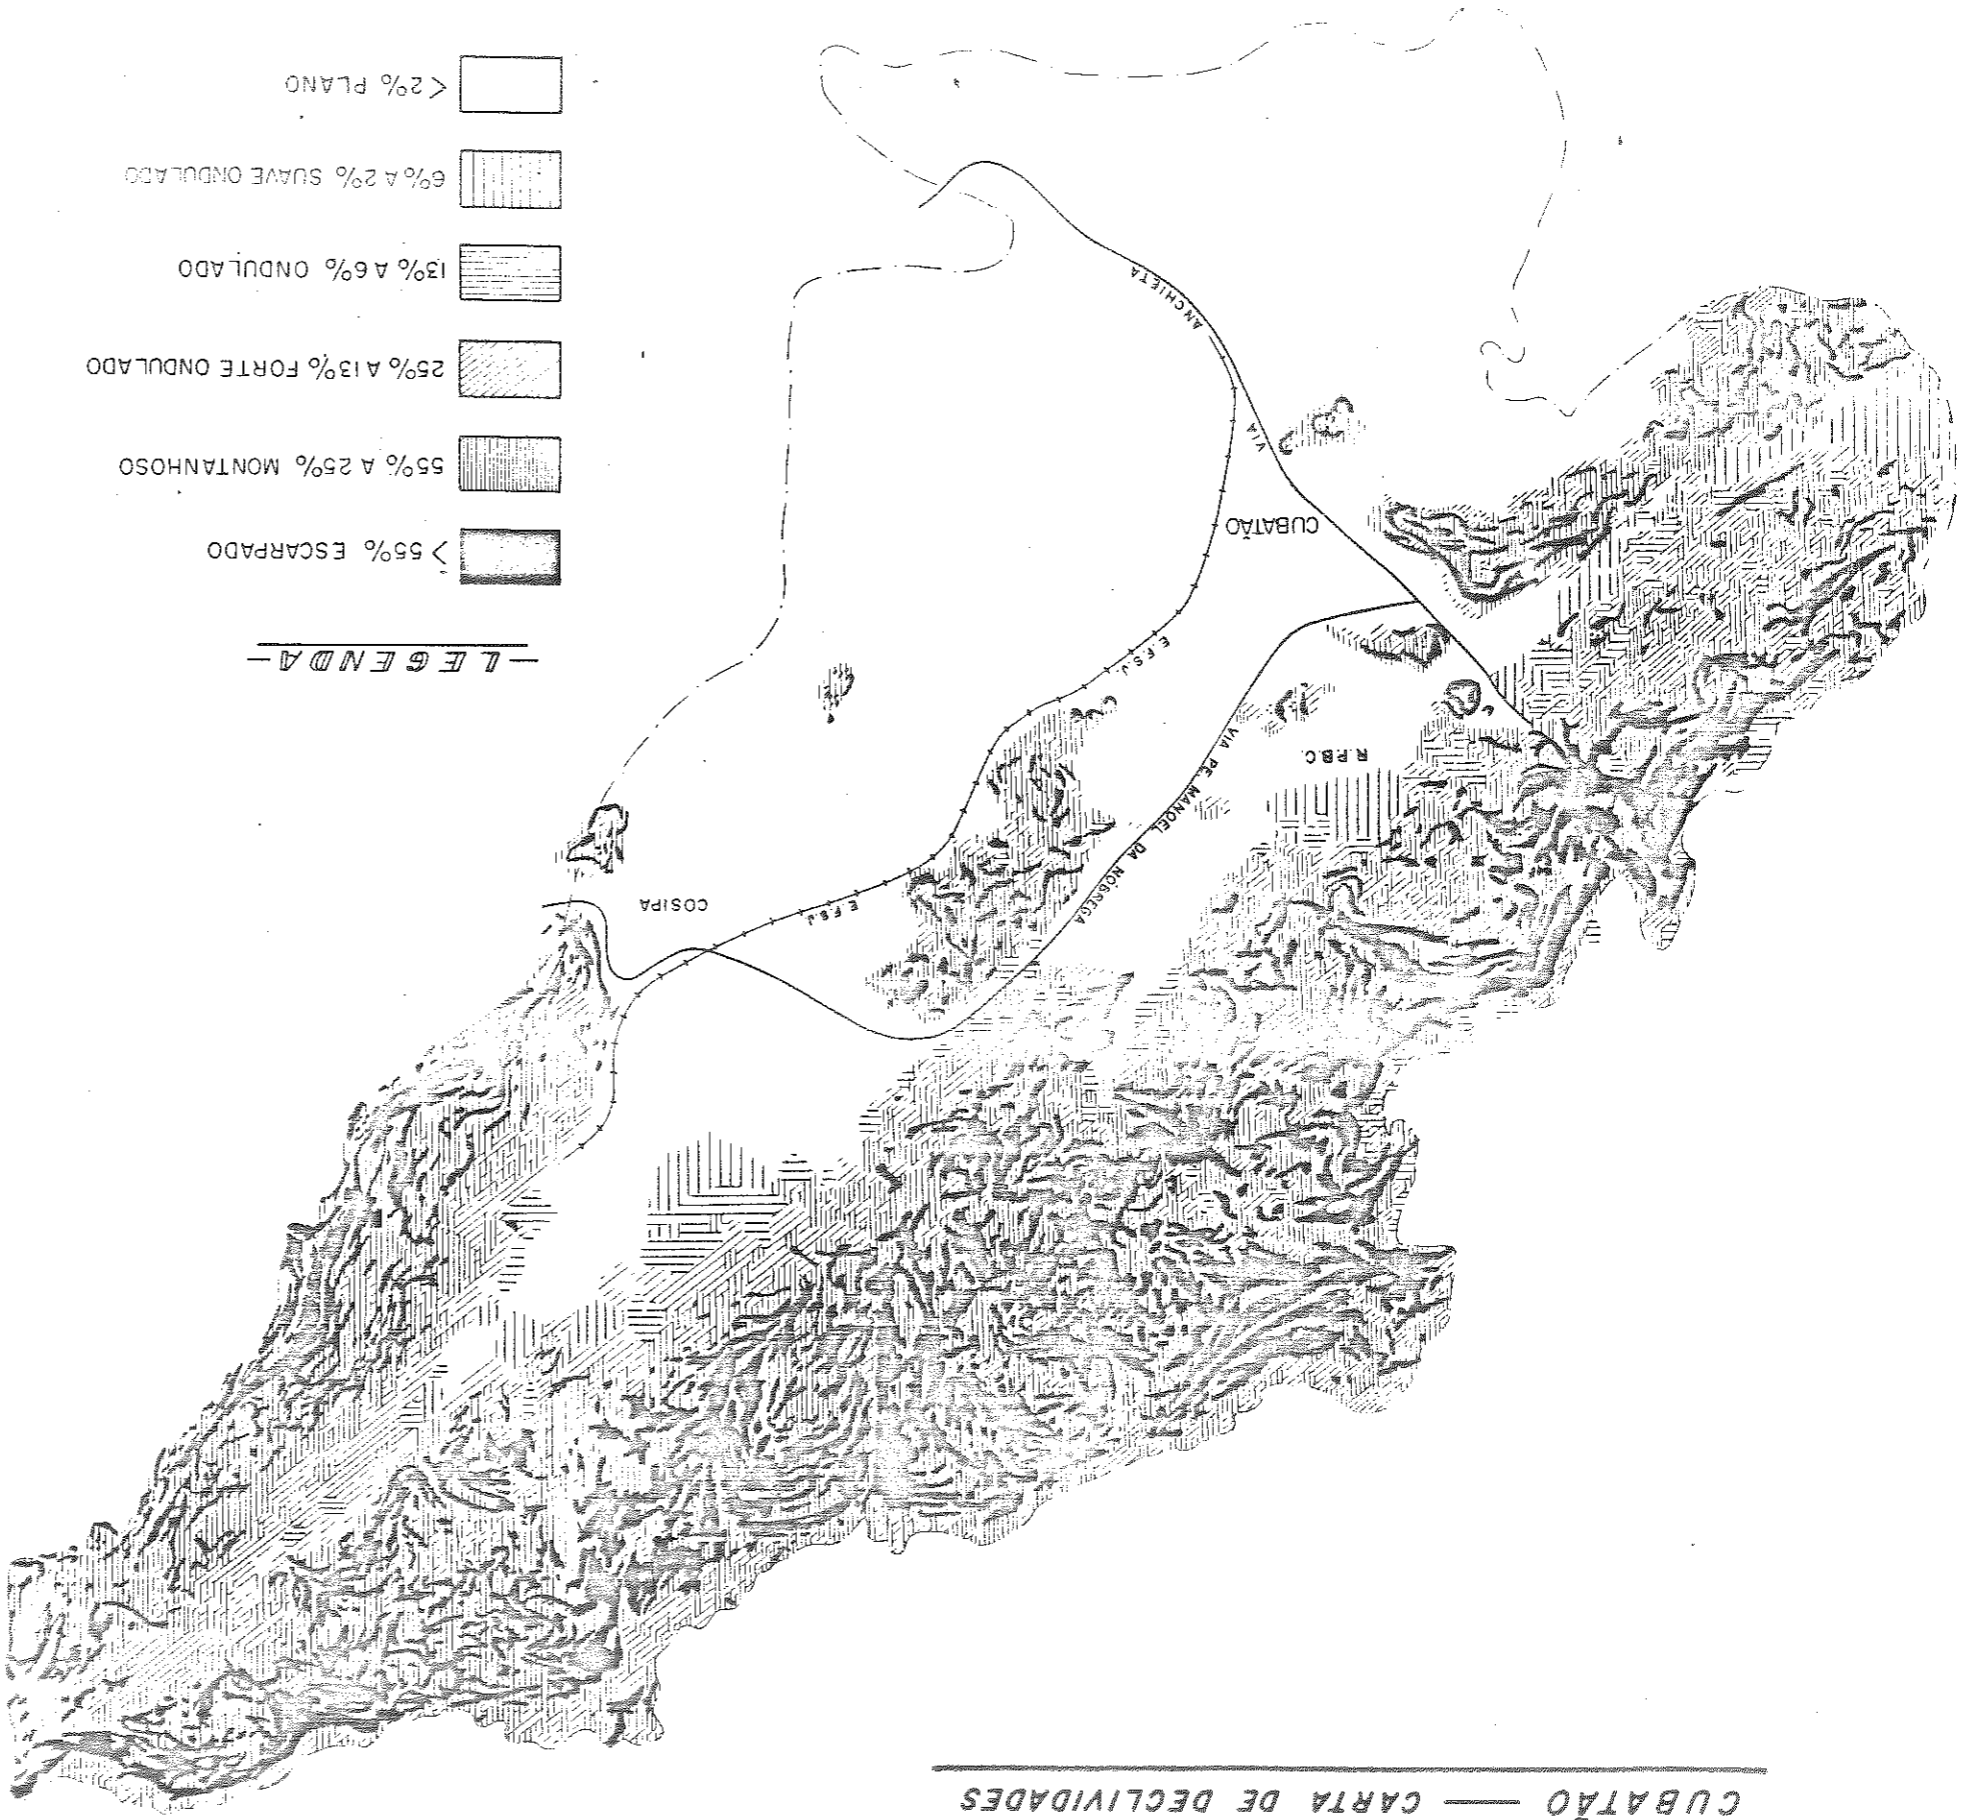 CUBATÃO — CARTA DE DECLIVIDADES
— LEGENDA —
> 55% ESCARPADO
55% A 25% MONTANHOSO
25% A 13% FORTE ONDULADO
13% A 6% ONDULADO
6% A 2% SUAVE ONDULADO
< 2% PLANO
COSIPA
E.F.S.J
VIA PE. MANOEL DA NÓBREGA
R.P.B.C.
E.F.S.J.
CUBATÃO
VIA ANCHIETA